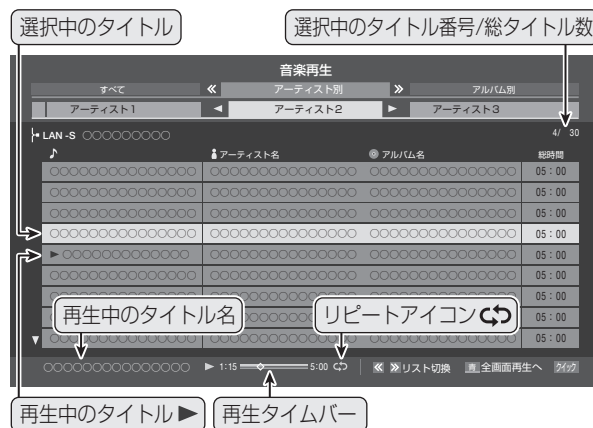 選択中のタイトル 選択中のタイトル番号/総タイトル数
音楽再生
すべて アーティスト別 アルバム別
アーティスト1 ◀ アーティスト2 ▶ アーティスト3
LAN-S ○○○○○○○○○ 4/ 30
♪ アーティスト名 アルバム名 総時間
○○○○○○○○○○○○○○ ○○○○○○○○○○○○○○ ○○○○○○○○○○○○○○ 05:00
○○○○○○○○○○○○○○ ○○○○○○○○○○○○○○ ○○○○○○○○○○○○○○ 05:00
○○○○○○○○○○○○○○ ○○○○○○○○○○○○○○ ○○○○○○○○○○○○○○ 05:00
○○○○○○○○○○○○○○ ○○○○○○○○○○○○○○ ○○○○○○○○○○○○○○ 05:00
▶ ○○○○○○○○○○○○ ○○○○○○○○○○○○○○ ○○○○○○○○○○○○○○ 05:00
○○○○○○○○○○○○○○ ○○○○○○○○○○○○○○ ○○○○○○○○○○○○○○ 05:00
05:00
再生中のタイトル名 リピートアイコン 05:00
▼ 05:00
○○○○○○○○○○○○○○ ▶ 1:15 5:00 ≪ ≫リスト切換 青 全画面再生へ クイック
再生中のタイトル▶ 再生タイムバー